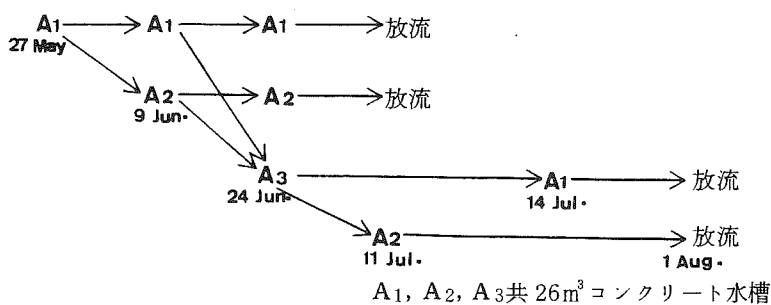 A1 A1 A1 放流
27 May
A2 A2 放流
9 Jun.
A3 A1 放流
24 Jun. 14 Jul.
A2 放流
11 Jul. 1 Aug.
A1, A2, A3共26m³コンクリート水槽